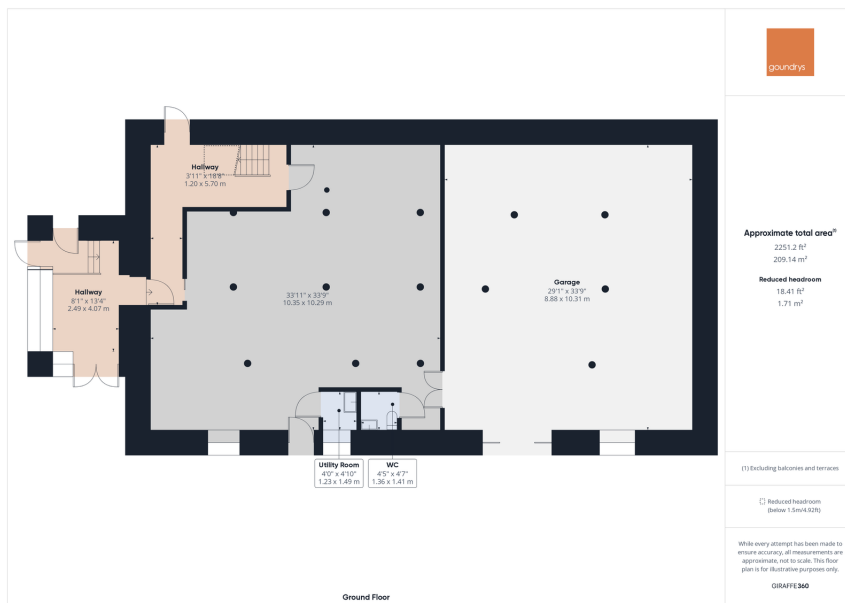 goundrys
Hallway
3'11" x 18'8"
1.20 x 5.70 m
Hallway
8'1" x 13'4"
2.49 x 4.07 m
33'11" x 33'9"
10.35 x 10.29 m
Garage
29'1" x 33'9"
8.88 x 10.31 m
Utility Room
4'0" x 4'10"
1.23 x 1.49 m
WC
4'5" x 4'7"
1.36 x 1.41 m
Ground Floor
Approximate total area(1)
2251.2 ft²
209.14 m²
Reduced headroom
18.41 ft²
1.71 m²
(1) Excluding balconies and terraces
Reduced headroom
(below 1.5m/4.92ft)
While every attempt has been made to
ensure accuracy, all measurements are
approximate, not to scale. This floor
plan is for illustrative purposes only.
GIRAFFE360